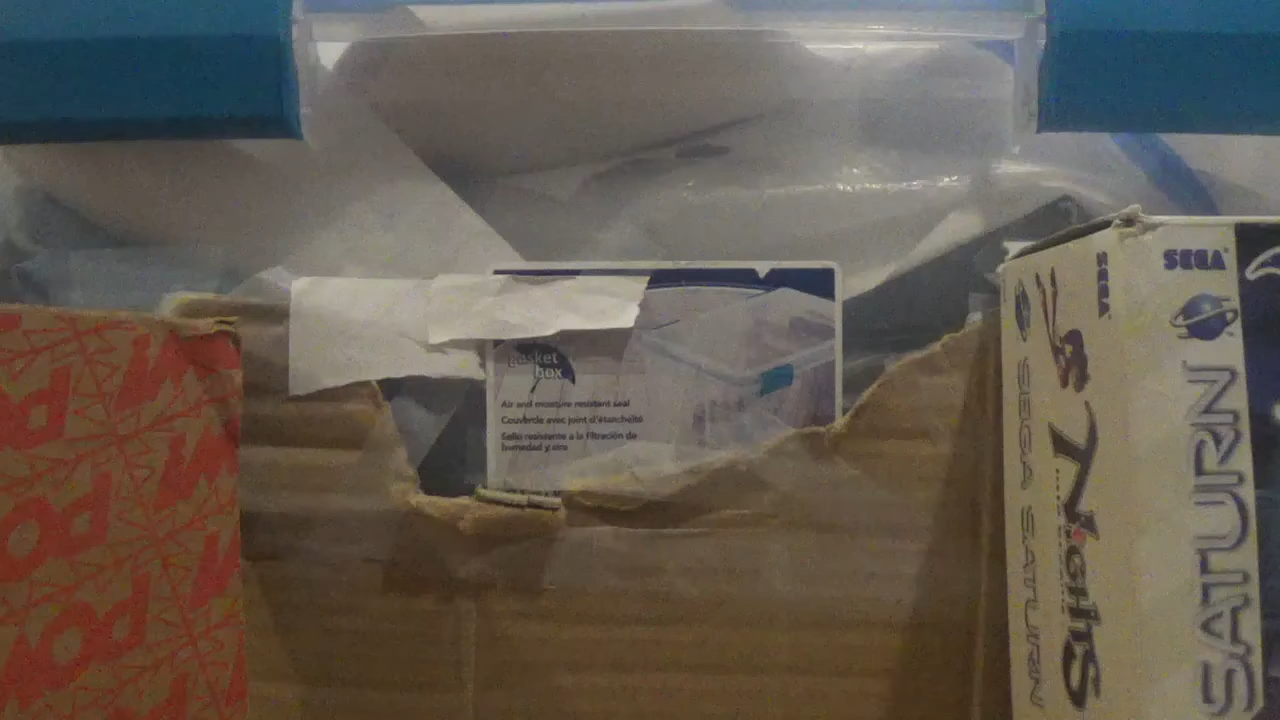 gasket
box
Air and moisture resistant seal
Couvercle avec joint d'étanchéité
Sello resistente a la filtración de
humedad y aire
SEGA
SEGA
SEGA SATURN
NiGHTS
SATURN